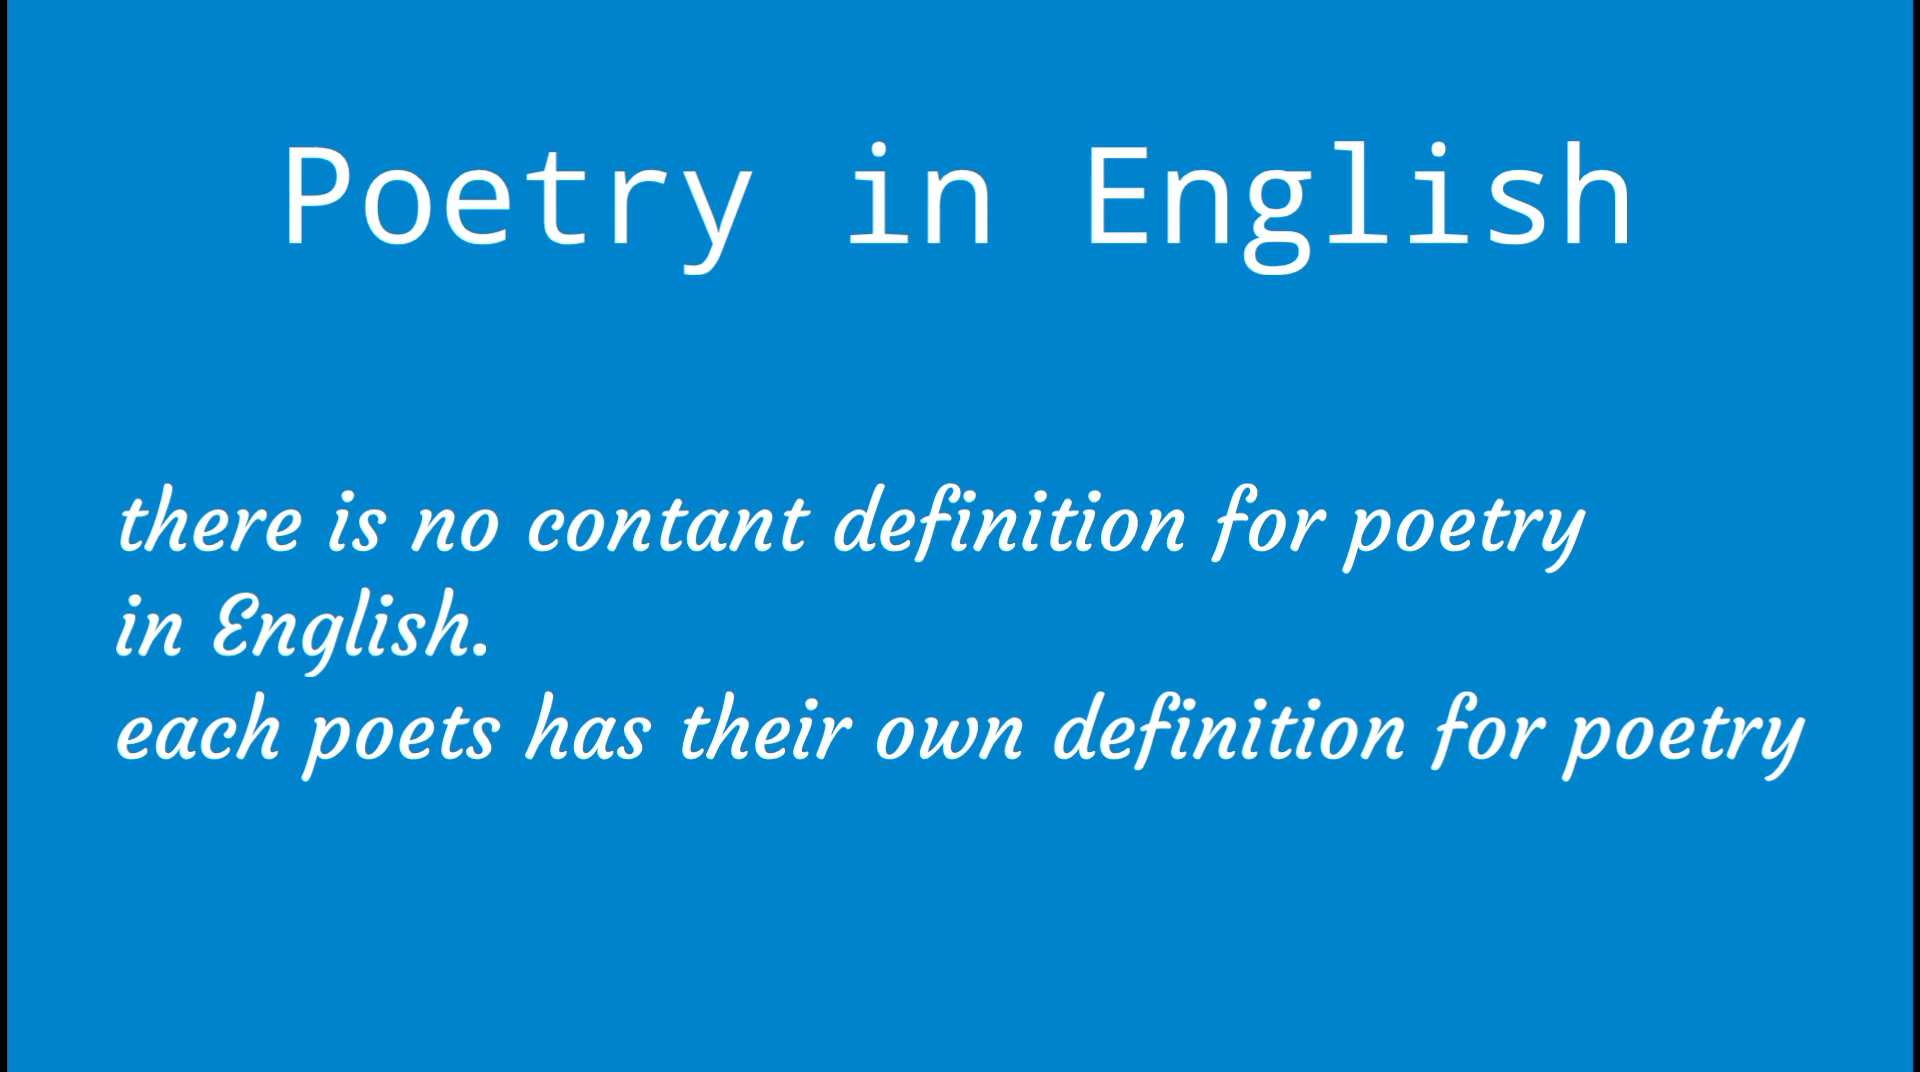 Poetry in English
there is no contant definition for poetry
in English.
each poets has their own definition for poetry